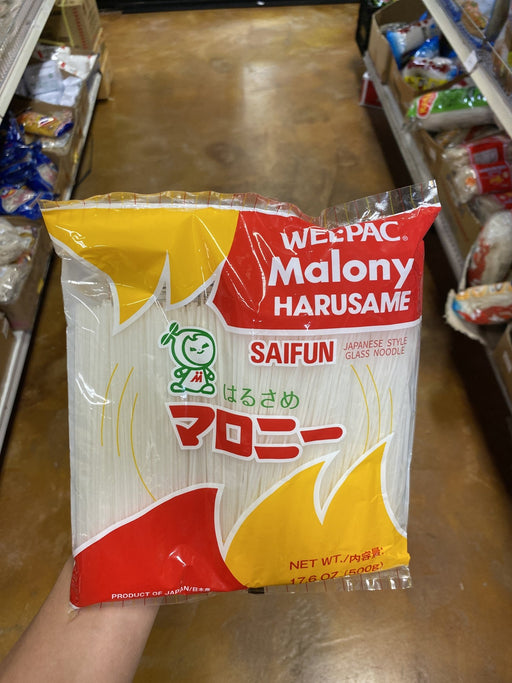 WEL-PAC®
Malony
HARUSAME
SAIFUN
JAPANESE STYLE
GLASS NOODLE
M
はるさめ
マロニー
NET WT./内容量:
17.6 OZ (500g)
PRODUCT OF JAPAN/日本産